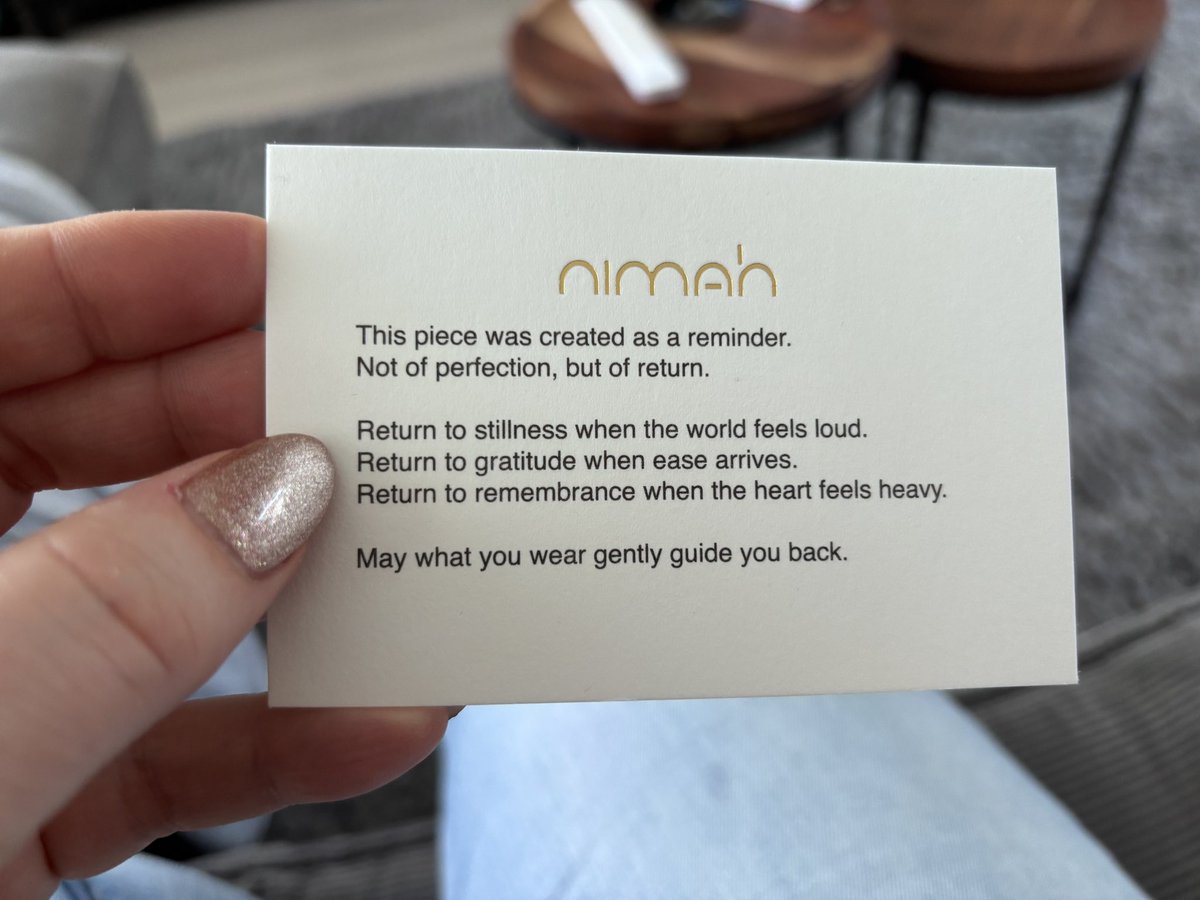 nimah
This piece was created as a reminder.
Not of perfection, but of return.
Return to stillness when the world feels loud.
Return to gratitude when ease arrives.
Return to remembrance when the heart feels heavy.
May what you wear gently guide you back.